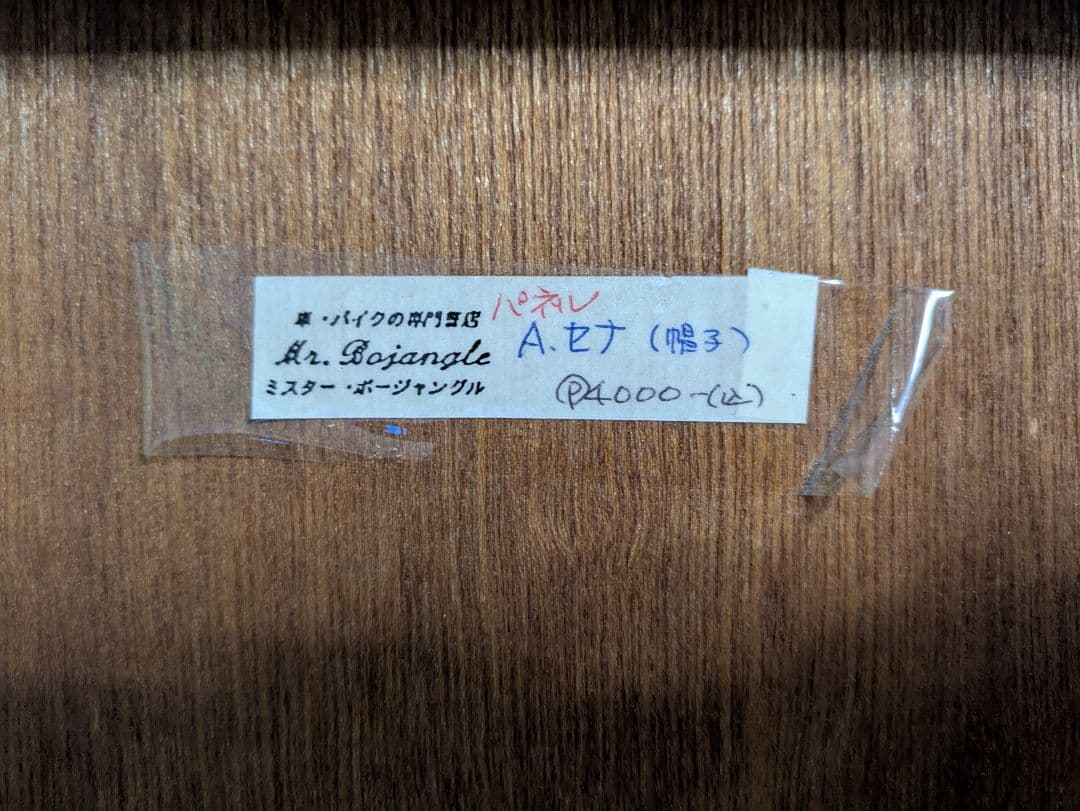 車・バイクの専門書店
Mr. Bojangle
ミスター・ボージャングル
パネル
A.セナ（帽子）
Ⓟ4000-(込)